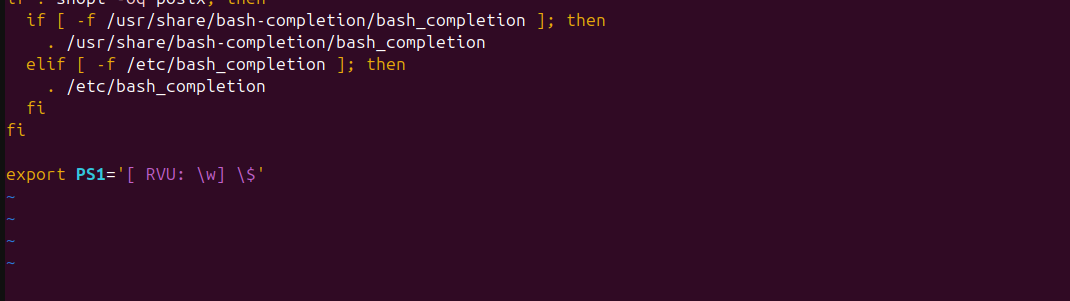 if ! shopt -oq posix; then
  if [ -f /usr/share/bash-completion/bash_completion ]; then
    . /usr/share/bash-completion/bash_completion
  elif [ -f /etc/bash_completion ]; then
    . /etc/bash_completion
  fi
fi

export PS1='[ RVU: \w] \$'
~
~
~
~